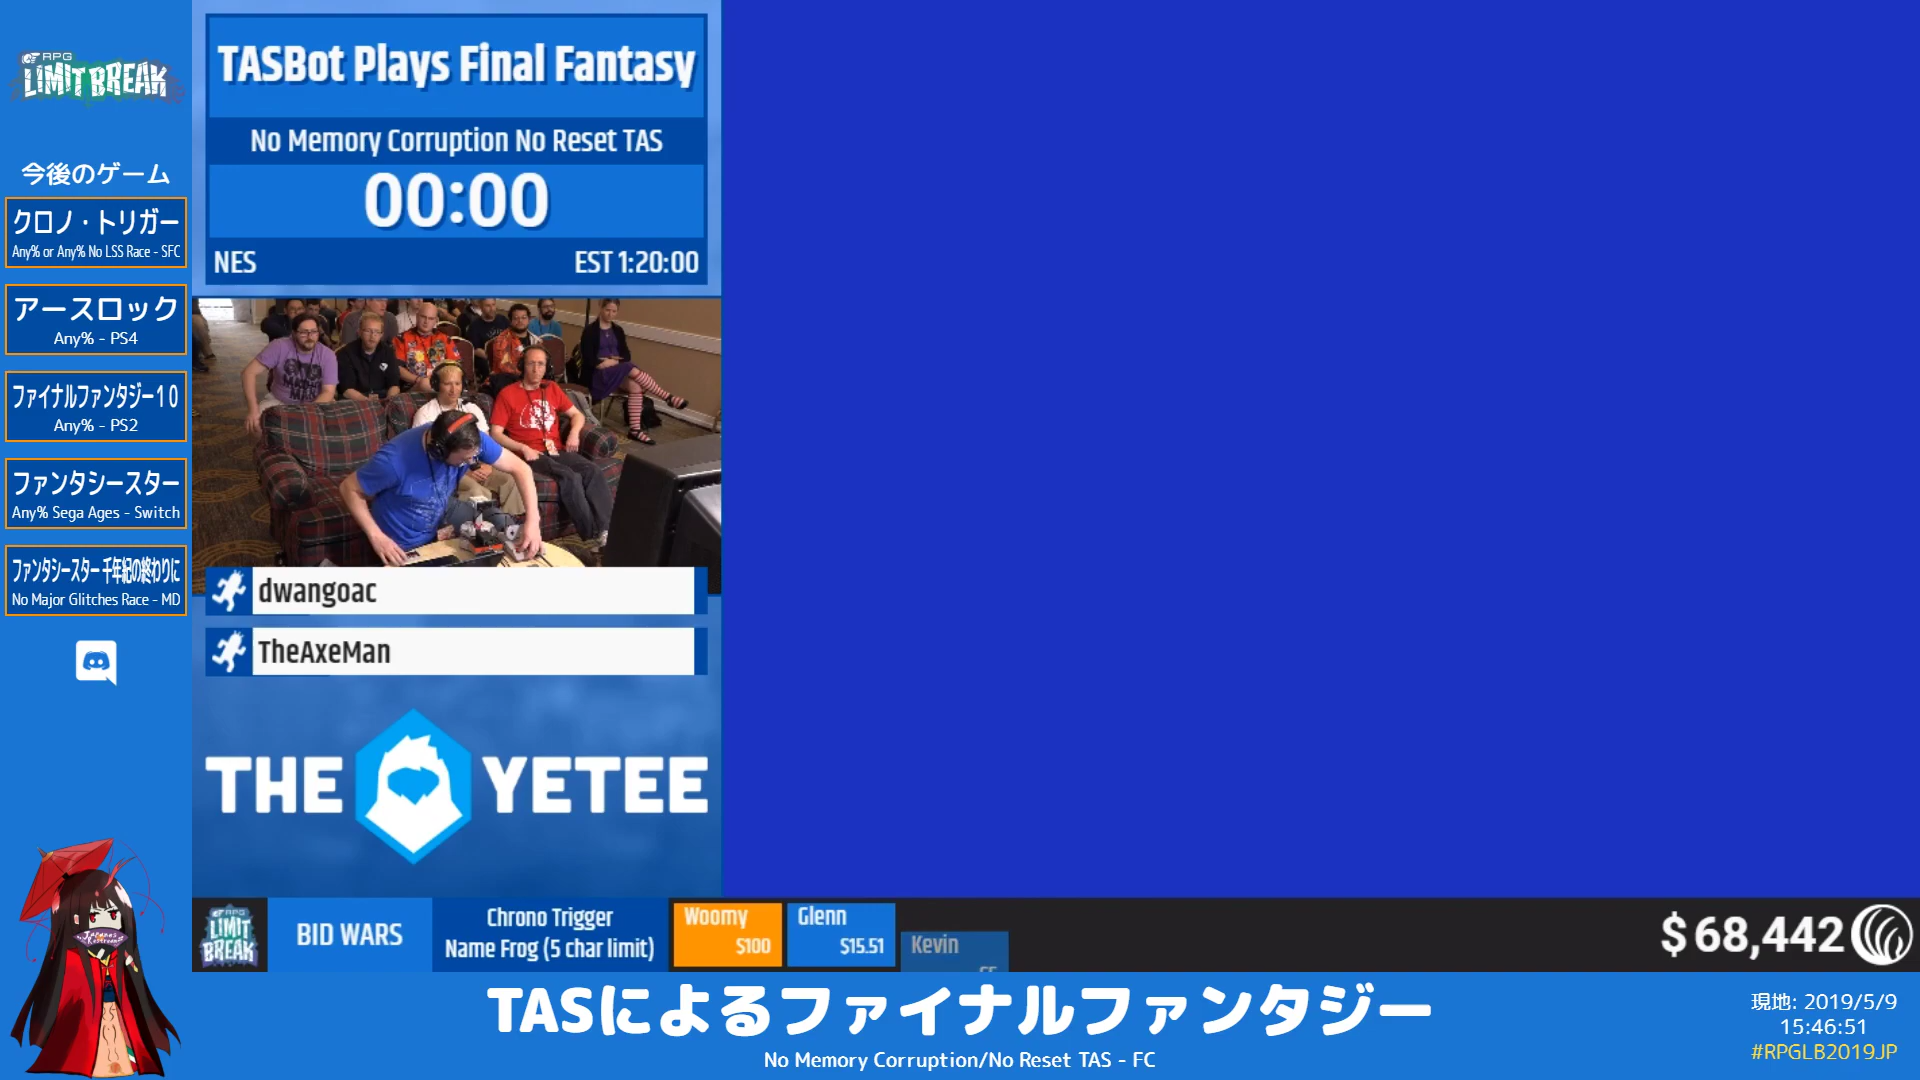 RPG
LIMIT BREAK
今後のゲーム
クロノ・トリガー
Any% or Any% No LSS Race - SFC
アースロック
Any% - PS4
ファイナルファンタジー10
Any% - PS2
ファンタシースター
Any% Sega Ages - Switch
ファンタシースター 千年紀の終わりに
No Major Glitches Race - MD
TASBot Plays Final Fantasy
No Memory Corruption No Reset TAS
00:00
NES
EST 1:20:00
dwangoac
TheAxeMan
THE YETEE
RPG
LIMIT
BREAK
BID WARS
Chrono Trigger
Name Frog (5 char limit)
Woomy
$100
Glenn
$15.51
Kevin
$68,442
TASによるファイナルファンタジー
No Memory Corruption/No Reset TAS - FC
現地: 2019/5/9
15:46:51
#RPGLB2019JP
Japanese
Restream